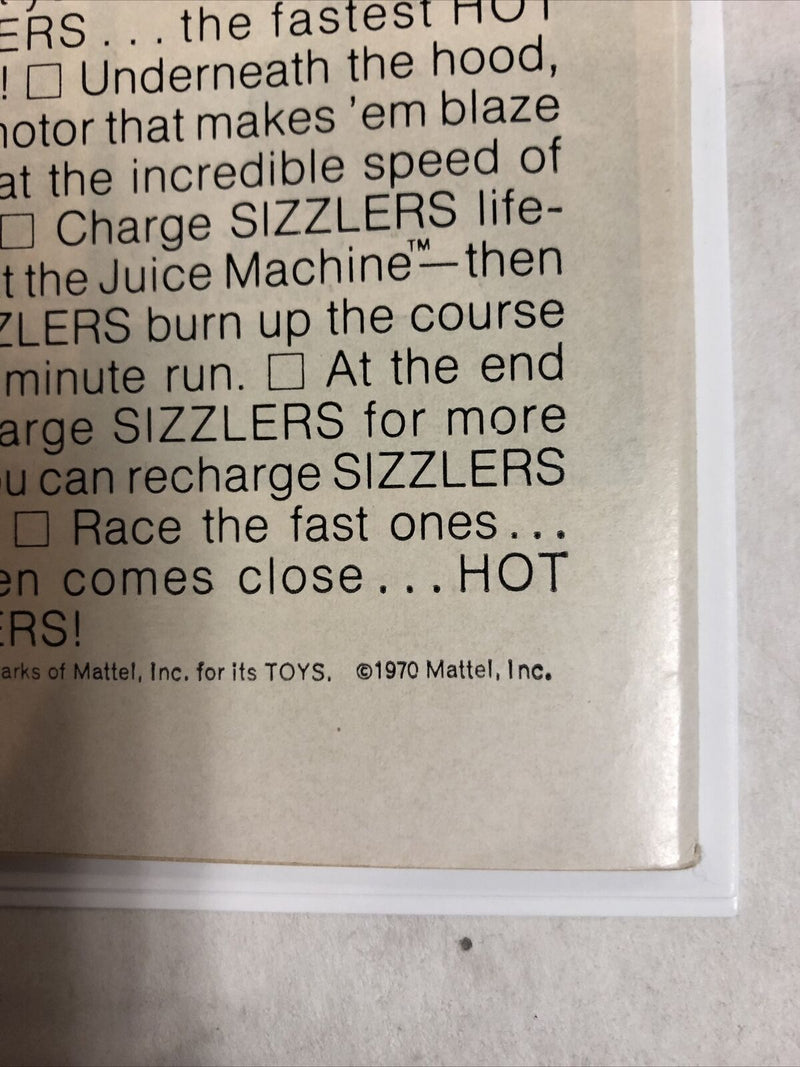 ERS... the fastest HOT
! □ Underneath the hood,
motor that makes 'em blaze
at the incredible speed of
□ Charge SIZZLERS life-
t the Juice Machine™—then
ZLERS burn up the course
minute run. □ At the end
arge SIZZLERS for more
u can recharge SIZZLERS
□ Race the fast ones...
en comes close...HOT
ERS!
arks of Mattel, Inc. for its TOYS. ©1970 Mattel, Inc.